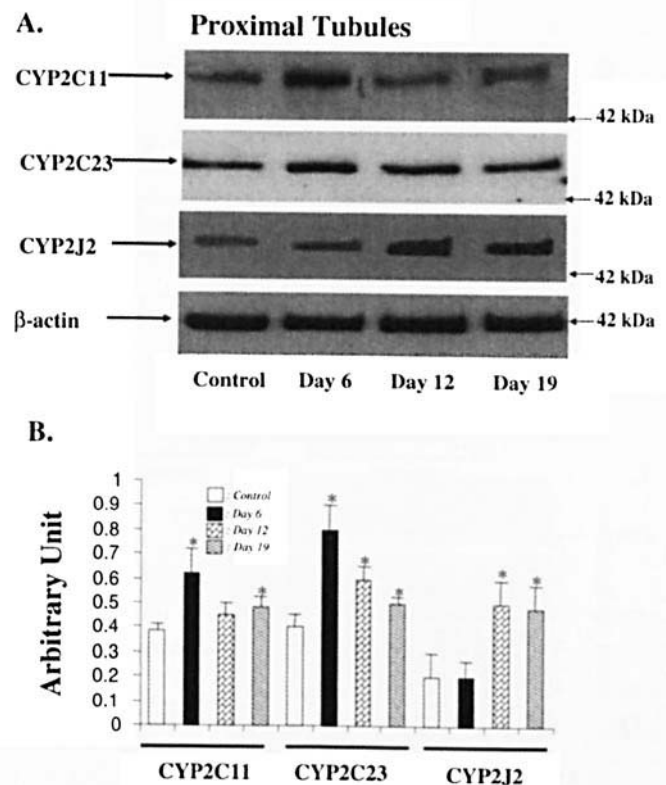 A. Proximal Tubules
CYP2C11
42 kDa
CYP2C23
42 kDa
CYP2J2
42 kDa
β-actin
42 kDa
Control Day 6 Day 12 Day 19
B.
Arbitrary Unit
1
0.9
0.8
0.7
0.6
0.5
0.4
0.3
0.2
0.1
0
: Control
: Day 6
: Day 12
: Day 19
* * * * * * *
CYP2C11 CYP2C23 CYP2J2